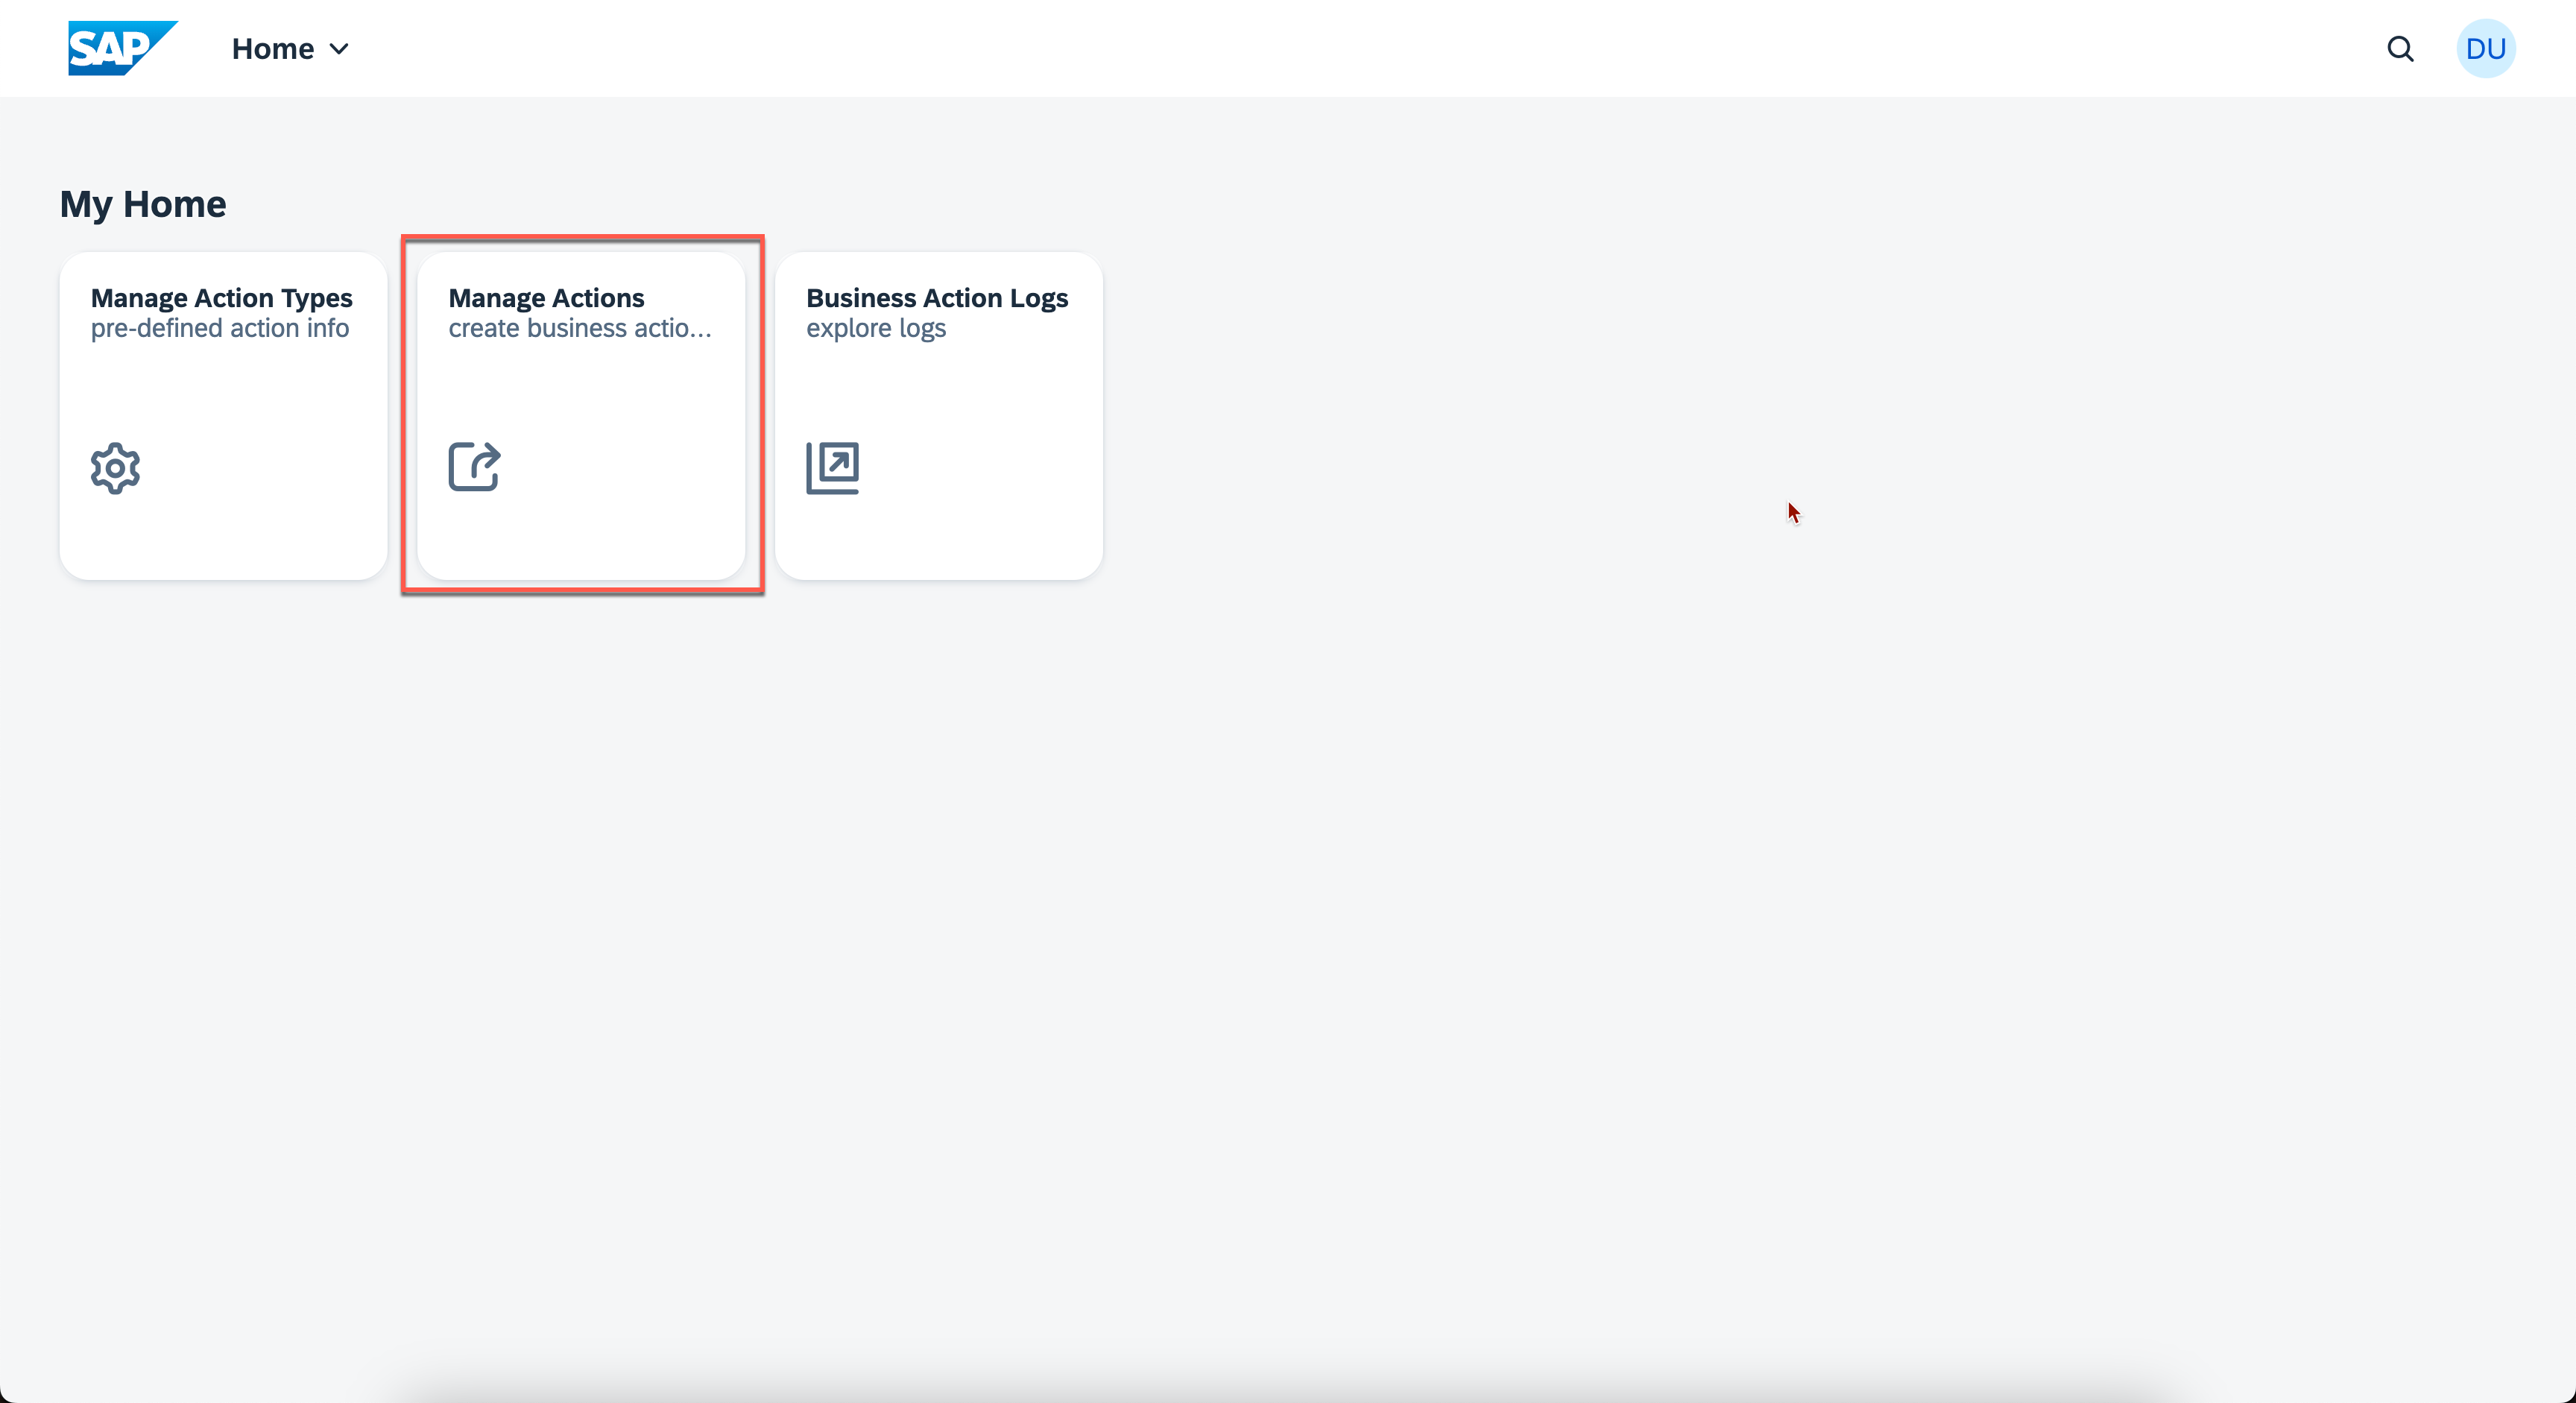 SAP
Home
DU
My Home
Manage Action Types
pre-defined action info
Manage Actions
create business actio...
Business Action Logs
explore logs